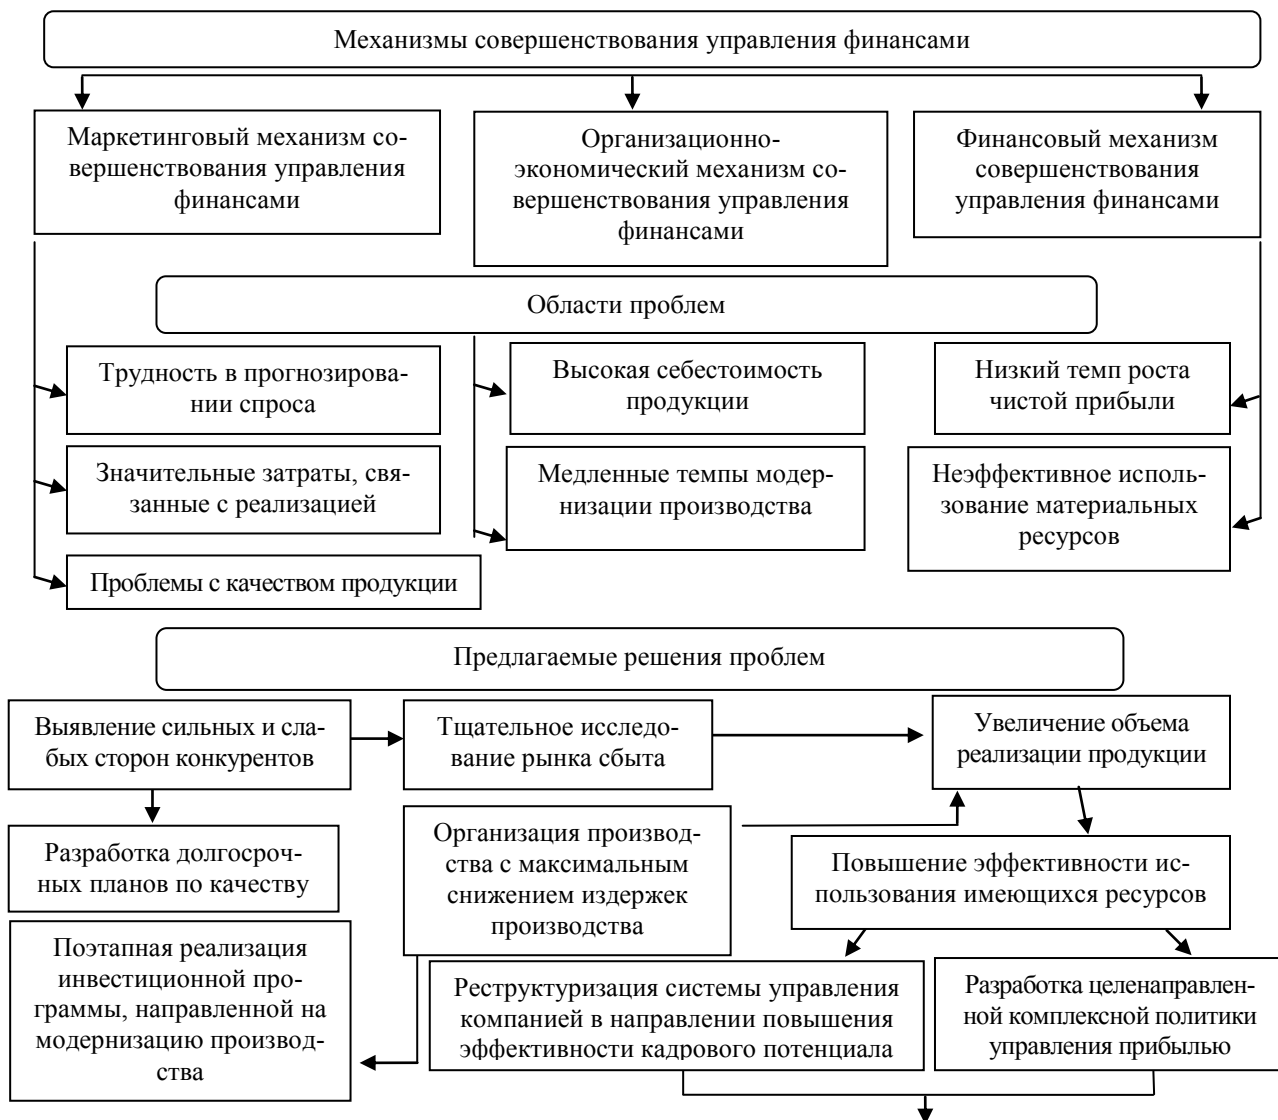 Механизмы совершенствования управления финансами
Маркетинговый механизм со-
вершенствования управления
финансами
Организационно-
экономический механизм со-
вершенствования управления
финансами
Финансовый механизм
совершенствования
управления финансами
Области проблем
Трудность в прогнозирова-
нии спроса
Высокая себестоимость
продукции
Низкий темп роста
чистой прибыли
Значительные затраты, свя-
занные с реализацией
Медленные темпы модер-
низации производства
Неэффективное исполь-
зование материальных
ресурсов
Проблемы с качеством продукции
Предлагаемые решения проблем
Выявление сильных и сла-
бых сторон конкурентов
Тщательное исследо-
вание рынка сбыта
Увеличение объема
реализации продукции
Разработка долгосроч-
ных планов по качеству
Организация производ-
ства с максимальным
снижением издержек
производства
Повышение эффективности ис-
пользования имеющихся ресурсов
Поэтапная реализация
инвестиционной про-
граммы, направленной на
модернизацию производ-
ства
Реструктуризация системы управления
компанией в направлении повышения
эффективности кадрового потенциала
Разработка целенаправлен-
ной комплексной политики
управления прибылью